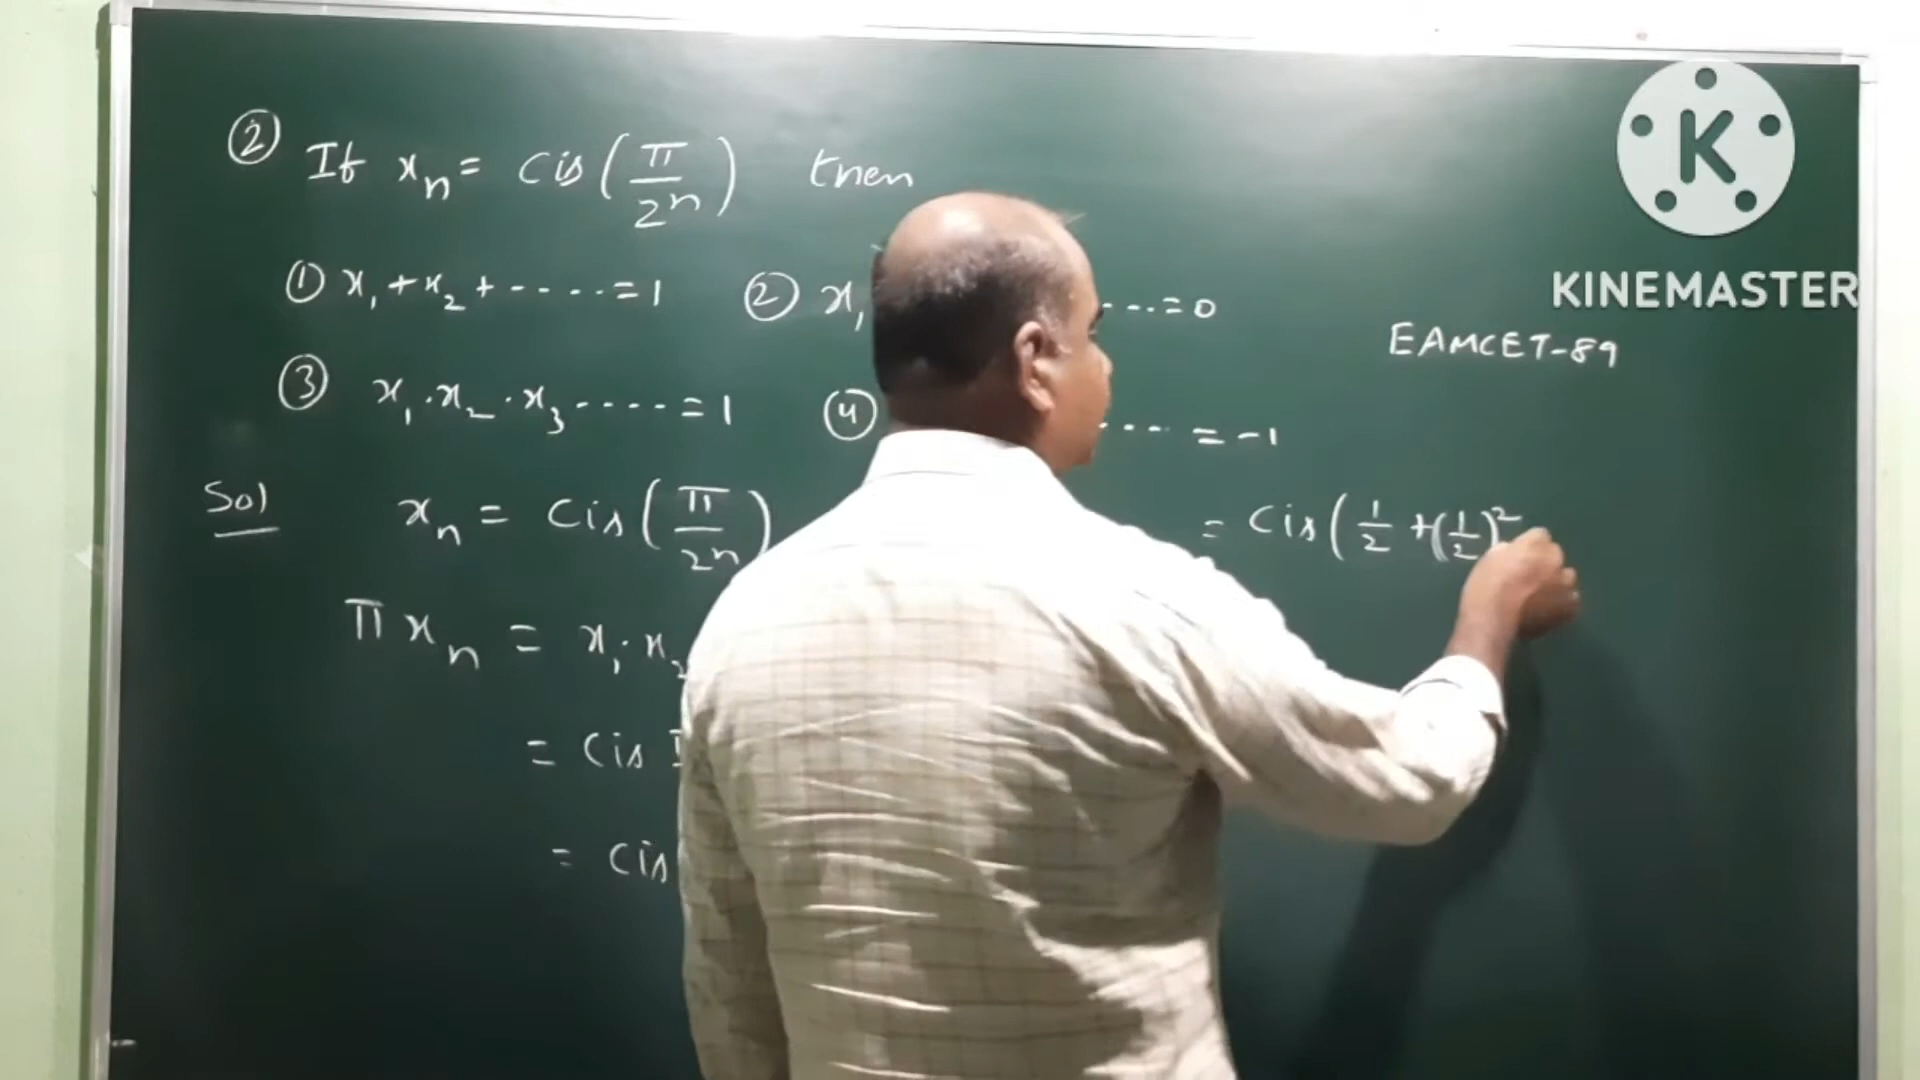 ② If xₙ = Cis(π/2ⁿ) then
① x₁ + x₂ + ----- = 1 ② x₁ ... = 0
EAMCET-89
③ x₁ . x₂ . x₃ ----- = 1 ④ ---- = -1
Sol xₙ = Cis(π/2ⁿ) = Cis(1/2 + (1/2)²
π xₙ = x₁ . x₂
= Cis
= Cis
K
KINEMASTER